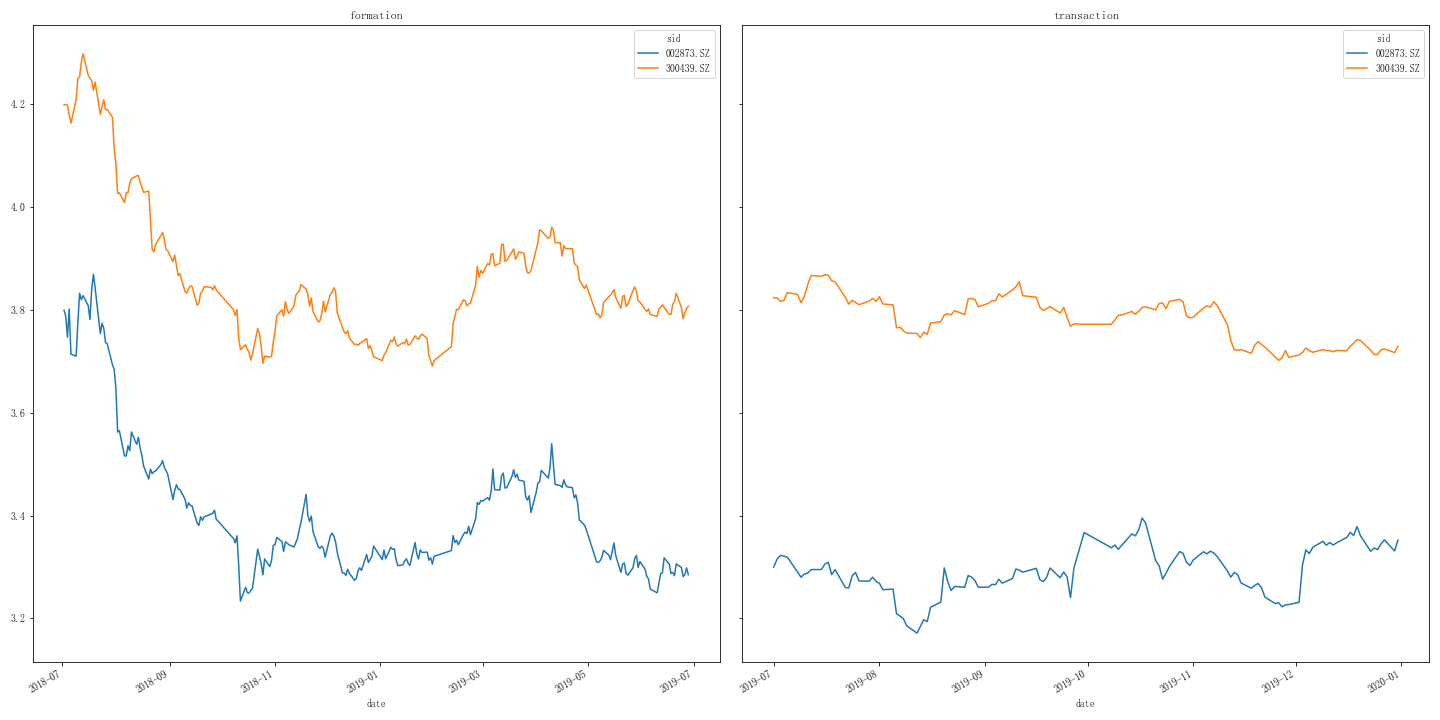 formation
sid
002873.SZ
300439.SZ
4.2
4.0
3.8
3.6
3.4
3.2
2018-07
2018-09
2018-11
2019-01
2019-03
2019-05
2019-07
date
transaction
sid
002873.SZ
300439.SZ
2019-07
2019-08
2019-09
2019-10
2019-11
2019-12
2020-01
date